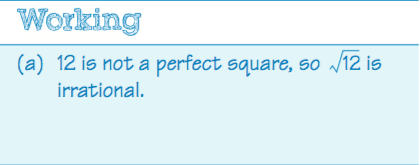 Working
(a) 12 is not a perfect square, so √12 is
irrational.